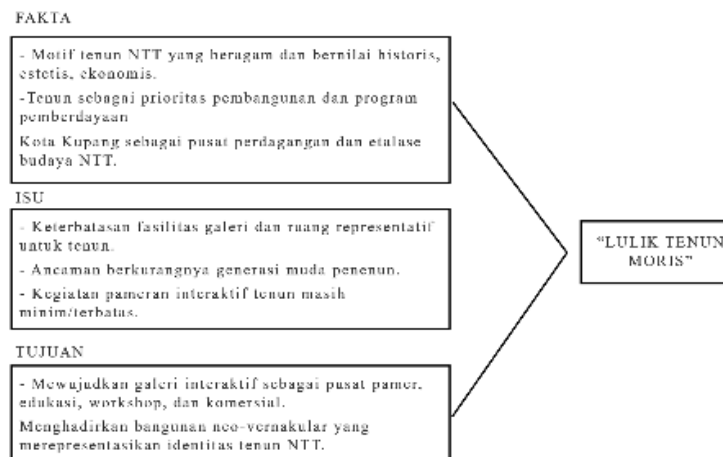 FAKTA
- Motif tenun NTT yang beragam dan bernilai historis,
estetis, ekonomis.
-Tenun sebagai prioritas pembangunan dan program
pemberdayaan
Kota Kupang sebagai pusat perdagangan dan etalase
budaya NTT.
ISU
- Keterbatasan fasilitas galeri dan ruang representatif
untuk tenun.
- Ancaman berkurangnya generasi muda penenun.
- Kegiatan pameran interaktif tenun masih
minim/terbatas.
TUJUAN
- Mewujudkan galeri interaktif sebagai pusat pamer,
edukasi, workshop, dan komersial.
Menghadirkan bangunan neo-vernakular yang
merepresentasikan identitas tenun NTT.
“LULIK TENUN
MORIS”